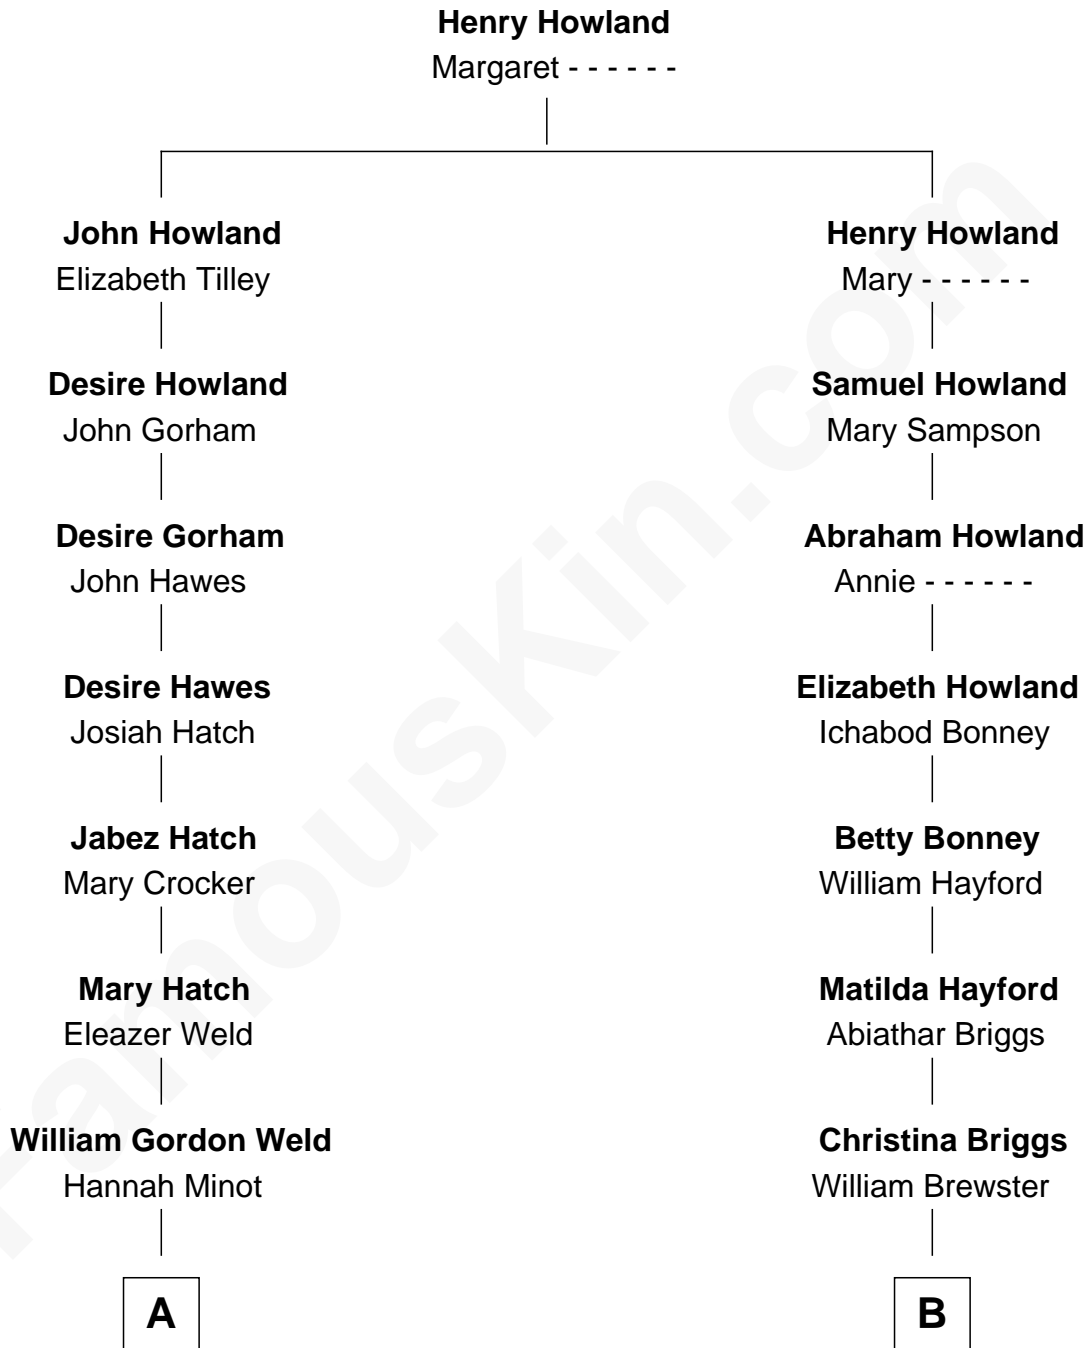 Henry Howland
Margaret - - - - - -
John Howland
Elizabeth Tilley
Henry Howland
Mary - - - - - -
Desire Howland
John Gorham
Samuel Howland
Mary Sampson
Desire Gorham
John Hawes
Abraham Howland
Annie - - - - - -
Desire Hawes
Josiah Hatch
Elizabeth Howland
Ichabod Bonney
Jabez Hatch
Mary Crocker
Betty Bonney
William Hayford
Mary Hatch
Eleazer Weld
Matilda Hayford
Abiathar Briggs
William Gordon Weld
Hannah Minot
Christina Briggs
William Brewster
A
B
FamousKin.com